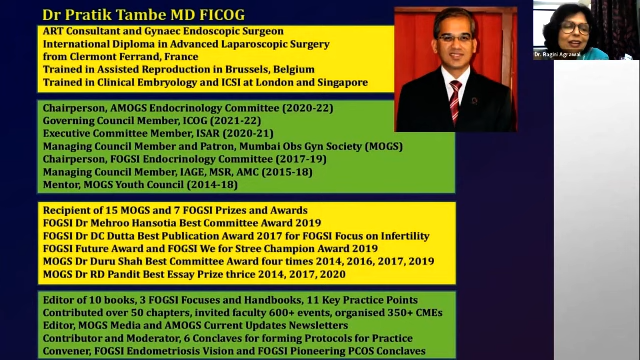 Dr Pratik Tambe MD FICOG
ART Consultant and Gynaec Endoscopic Surgeon
International Diploma in Advanced Laparoscopic Surgery
from Clermont Ferrand, France
Trained in Assisted Reproduction in Brussels, Belgium
Trained in Clinical Embryology and ICSI at London and Singapore
Chairperson, AMOGS Endocrinology Committee (2020-22)
Governing Council Member, ICOG (2021-22)
Executive Committee Member, ISAR (2020-21)
Managing Council Member and Patron, Mumbai Obs Gyn Society (MOGS)
Chairperson, FOGSI Endocrinology Committee (2017-19)
Managing Council Member, IAGE, MSR, AMC (2015-18)
Mentor, MOGS Youth Council (2014-18)
Recipient of 15 MOGS and 7 FOGSI Prizes and Awards
FOGSI Dr Mehroo Hansotia Best Committee Award 2019
FOGSI Dr DC Dutta Best Publication Award 2017 for FOGSI Focus on Infertility
FOGSI Future Award and FOGSI We for Stree Champion Award 2019
MOGS Dr Duru Shah Best Committee Award four times 2014, 2016, 2017, 2019
MOGS Dr RD Pandit Best Essay Prize thrice 2014, 2017, 2020
Editor of 10 books, 3 FOGSI Focuses and Handbooks, 11 Key Practice Points
Contributed over 50 chapters, invited faculty 600+ events, organised 350+ CMEs
Editor, MOGS Media and AMOGS Current Updates Newsletters
Contributor and Moderator, 6 Conclaves for forming Protocols for Practice
Convener, FOGSI Endometriosis Vision and FOGSI Pioneering PCOS Conclaves
Dr. Ragini Agrawal